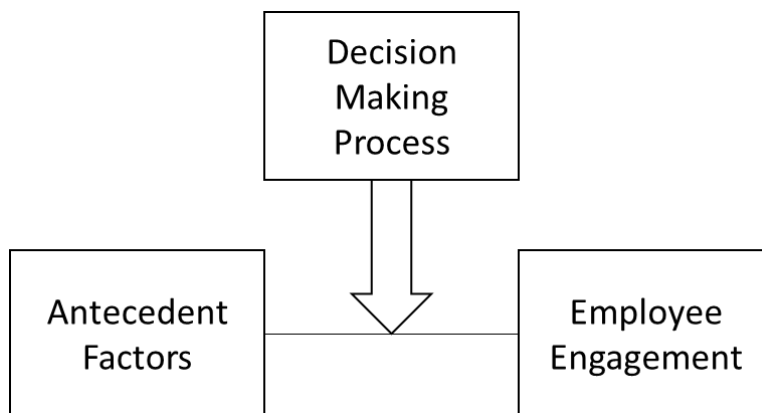 Decision
Making
Process
Antecedent
Factors
Employee
Engagement